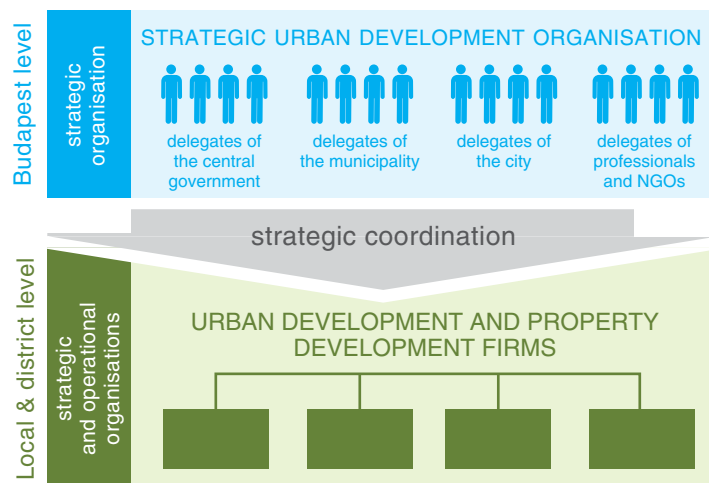 Budapest level
strategic
organisation
STRATEGIC URBAN DEVELOPMENT ORGANISATION
delegates of
the central
government
delegates of
the municipality
delegates of
the city
delegates of
professionals
and NGOs
strategic coordination
Local & district level
strategic
and operational
organisations
URBAN DEVELOPMENT AND PROPERTY
DEVELOPMENT FIRMS